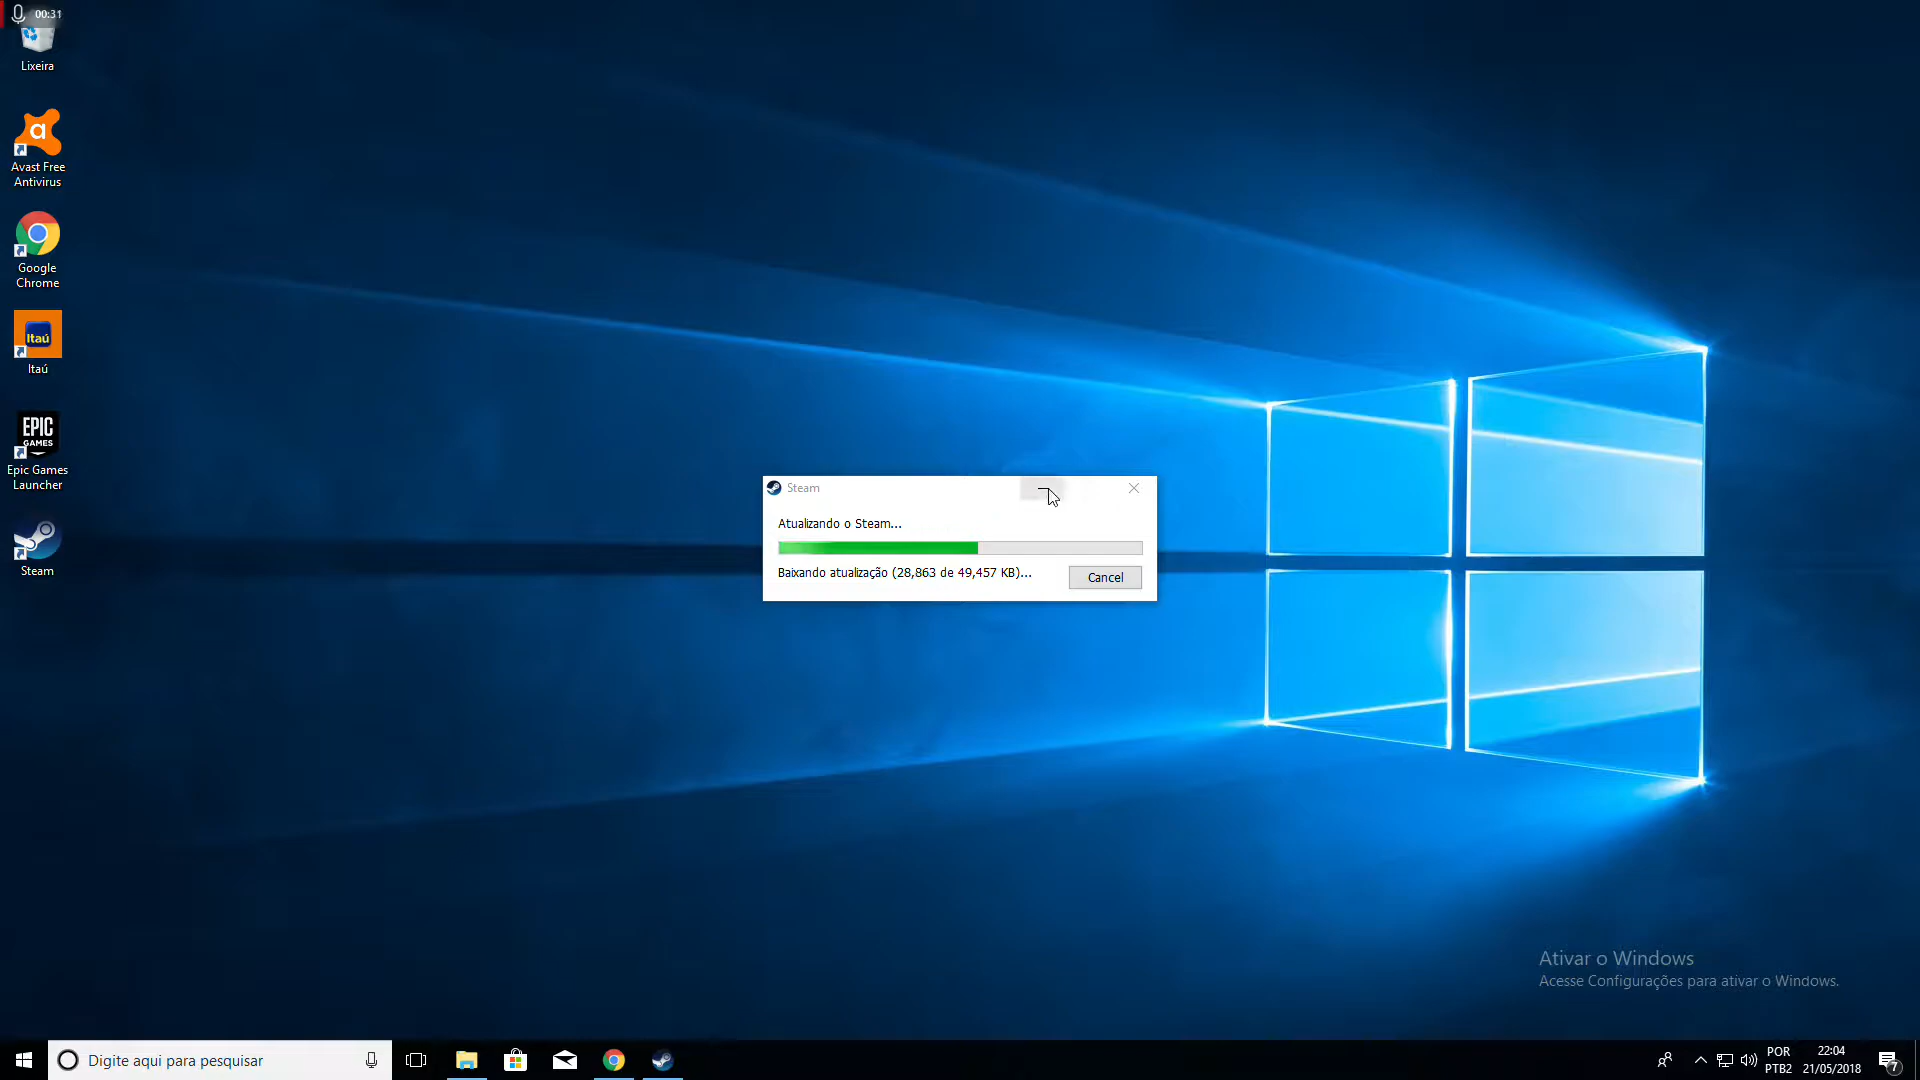 00:31
Lixeira
a
Avast Free
Antivirus
Google
Chrome
Itaú
Itaú
EPIC
GAMES
Epic Games
Launcher
Steam
Steam
Atualizando o Steam...
Baixando atualização (28,863 de 49,457 KB)...
Cancel
Ativar o Windows
Acesse Configurações para ativar o Windows.
Digite aqui para pesquisar
POR
PTB2
22:04
21/05/2018
7